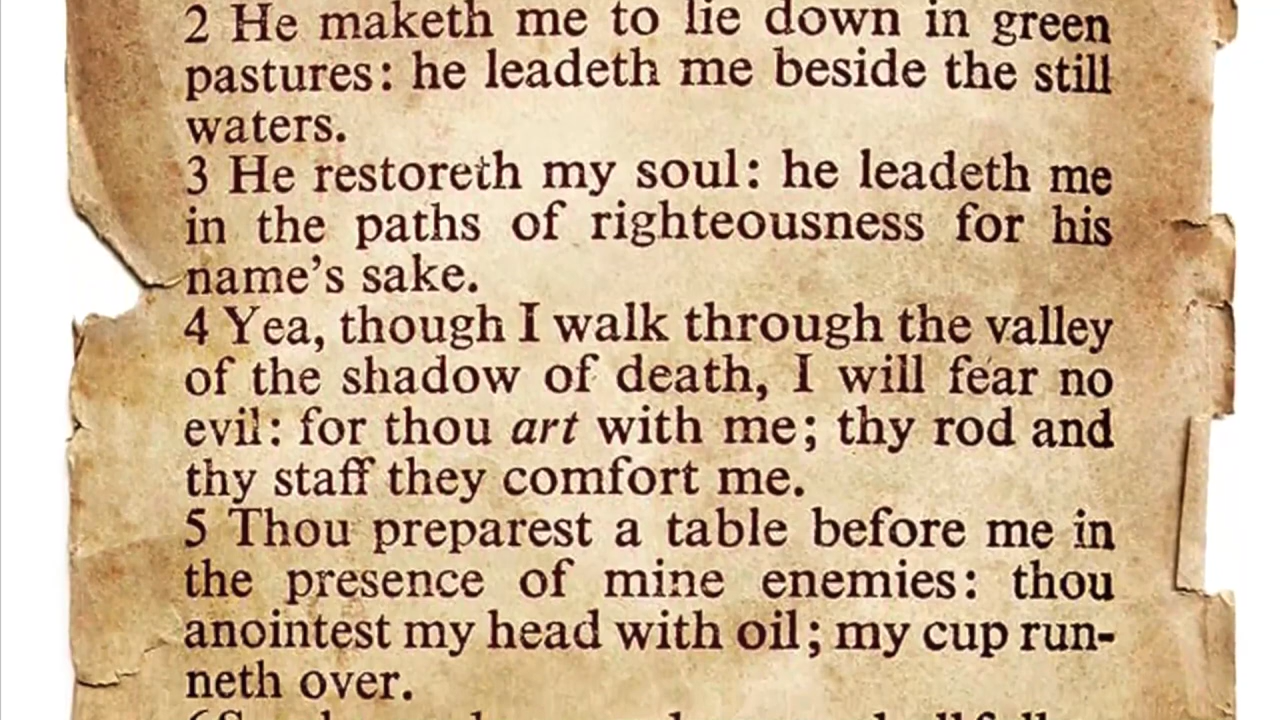 2 He maketh me to lie down in green
pastures: he leadeth me beside the still
waters.
3 He restoreth my soul: he leadeth me
in the paths of righteousness for his
name's sake.
4 Yea, though I walk through the valley
of the shadow of death, I will fear no
evil: for thou art with me; thy rod and
thy staff they comfort me.
5 Thou preparest a table before me in
the presence of mine enemies: thou
anointest my head with oil; my cup run-
neth over.